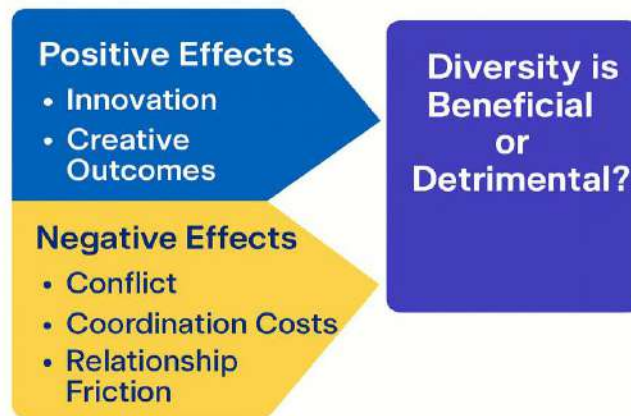 Positive Effects
• Innovation
• Creative
Outcomes
Negative Effects
• Conflict
• Coordination Costs
• Relationship
Friction
Diversity is
Beneficial
or
Detrimental?